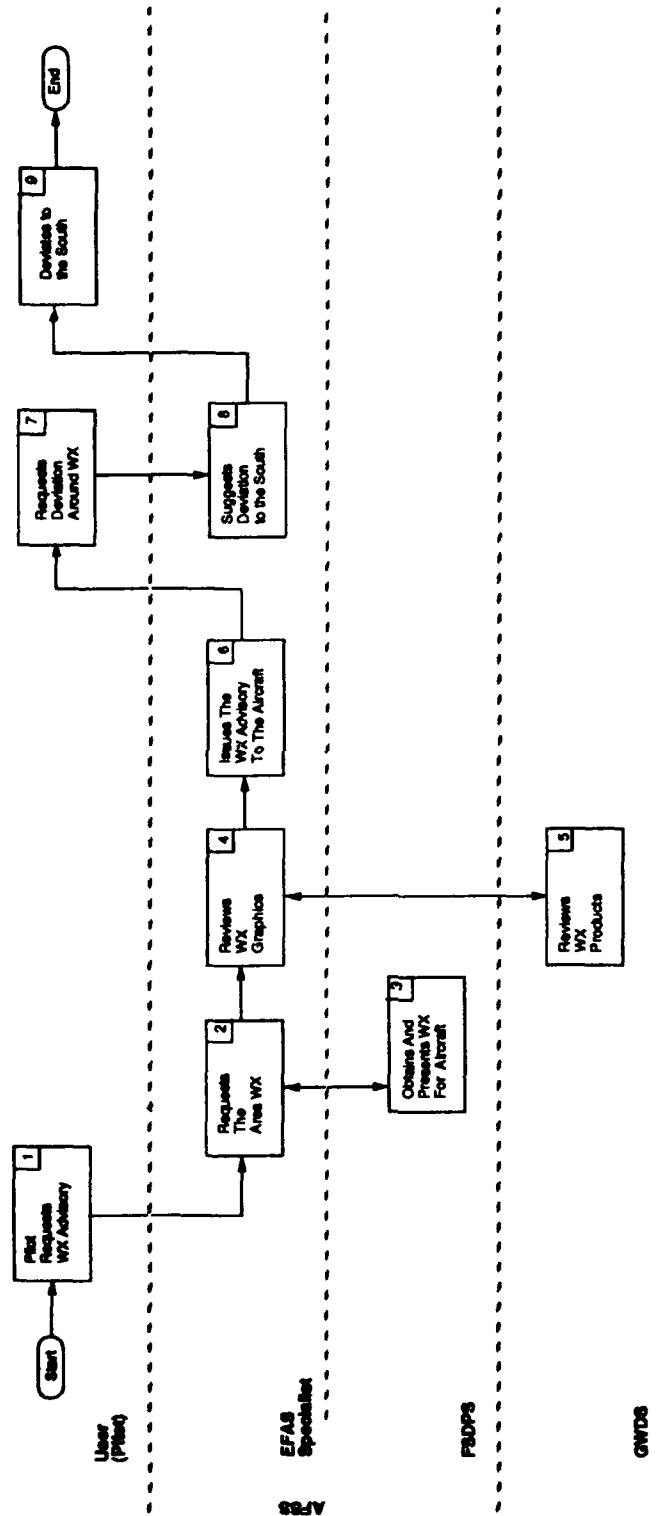 Start
1
Pilot
Requests
WX Advisory
2
Requests
The
Area WX
3
Obtains And
Presents WX
For Aircraft
4
Reviews
WX
Graphics
5
Reviews
WX
Products
6
Issues The
WX Advisory
To The Aircraft
7
Requests
Deviation
Around WX
8
Suggests
Deviation
to the South
9
Deviates to
the South
End
User
(Pilot)
EFAS
Specialist
FSDPS
GWDS